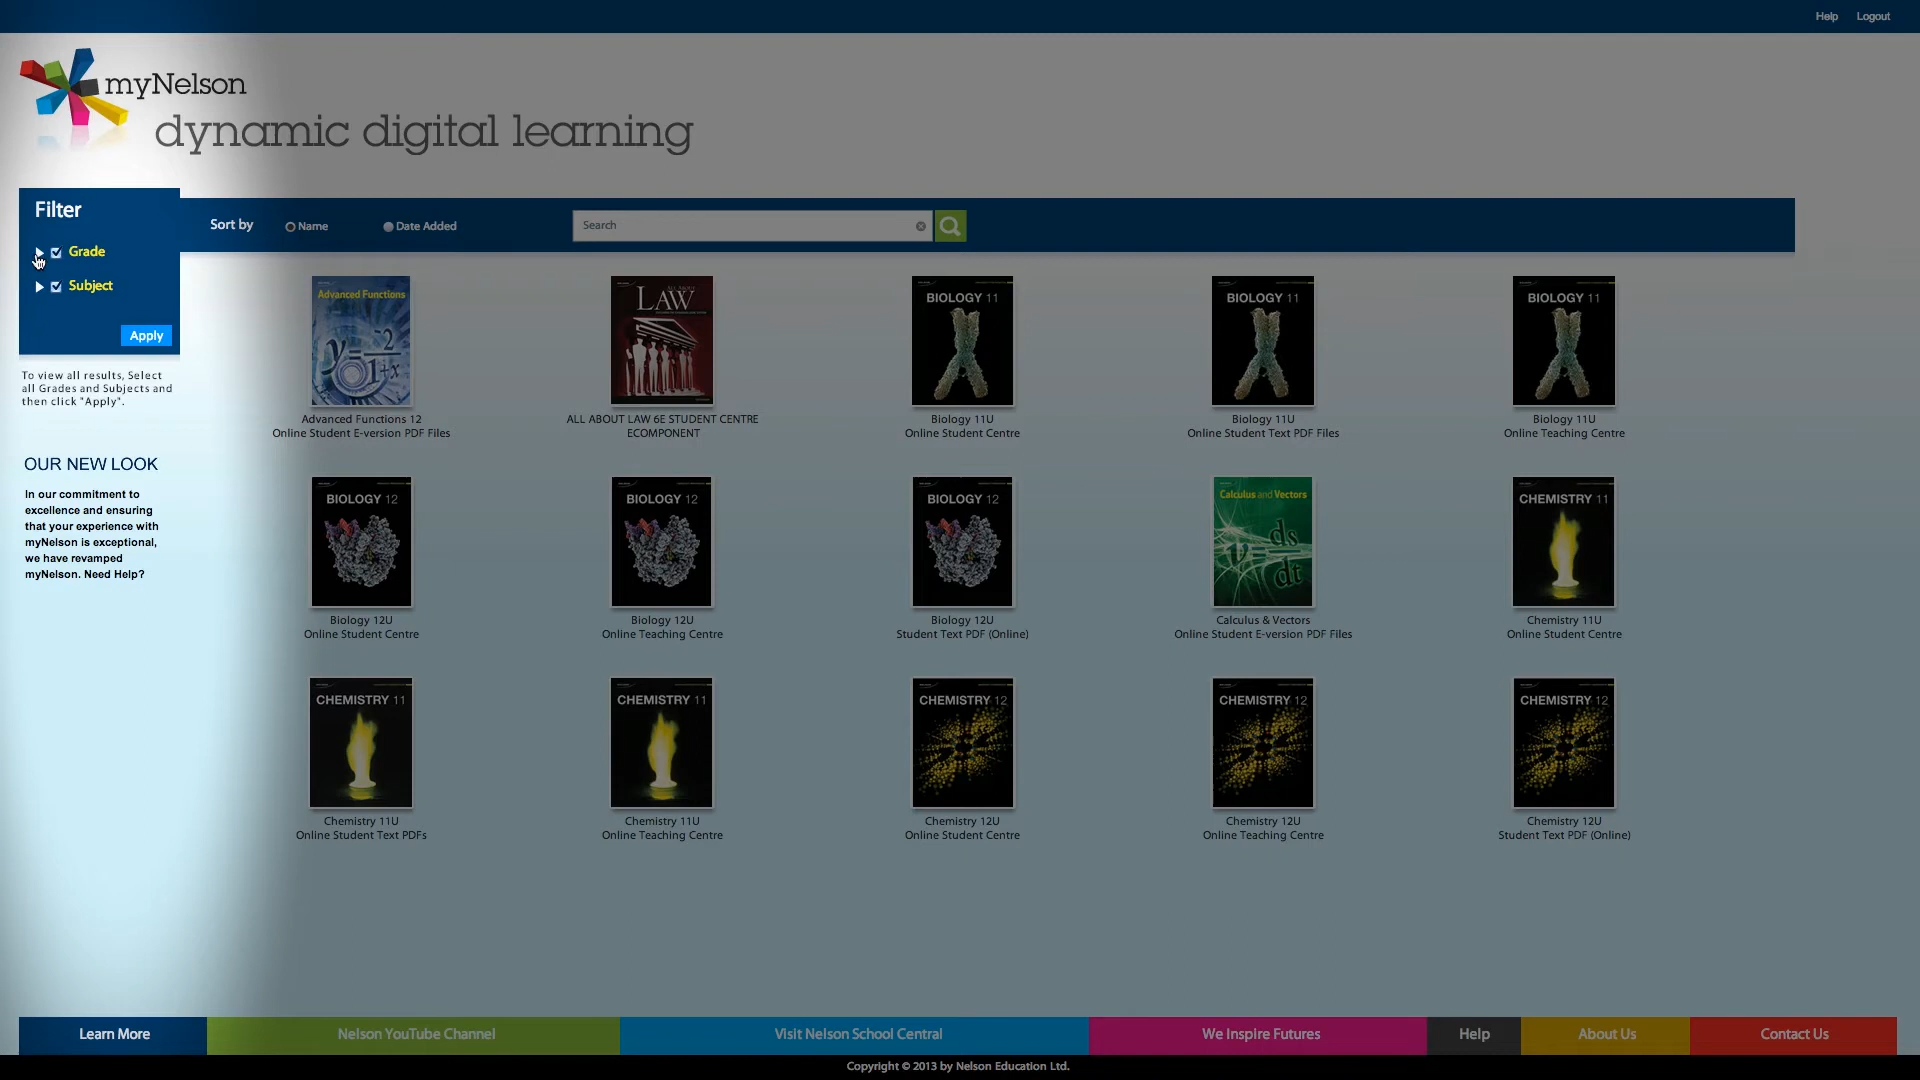 Help Logout
myNelson
dynamic digital learning
Filter
Sort by Name Date Added Search
Grade
Subject
Apply
To view all results, Select
all Grades and Subjects and
then click "Apply".
OUR NEW LOOK
In our commitment to
excellence and ensuring
that your experience with
myNelson is exceptional,
we have revamped
myNelson. Need Help?
Advanced Functions
y=
-2
1+x
Advanced Functions 12
Online Student E-version PDF Files
ALL ABOUT
LAW
ALL ABOUT LAW 6E STUDENT CENTRE
ECOMPONENT
BIOLOGY 11
Biology 11U
Online Student Centre
BIOLOGY 11
Biology 11U
Online Student Text PDF Files
BIOLOGY 11
Biology 11U
Online Teaching Centre
BIOLOGY 12
Biology 12U
Online Student Centre
BIOLOGY 12
Biology 12U
Online Teaching Centre
BIOLOGY 12
Biology 12U
Student Text PDF (Online)
Calculus and Vectors
v=
ds
dt
Calculus & Vectors
Online Student E-version PDF Files
CHEMISTRY 11
Chemistry 11U
Online Student Centre
CHEMISTRY 11
Chemistry 11U
Online Student Text PDFs
CHEMISTRY 11
Chemistry 11U
Online Teaching Centre
CHEMISTRY 12
Chemistry 12U
Online Student Centre
CHEMISTRY 12
Chemistry 12U
Online Teaching Centre
CHEMISTRY 12
Chemistry 12U
Student Text PDF (Online)
Learn More Nelson YouTube Channel Visit Nelson School Central We Inspire Futures Help About Us Contact Us
Copyright © 2013 by Nelson Education Ltd.